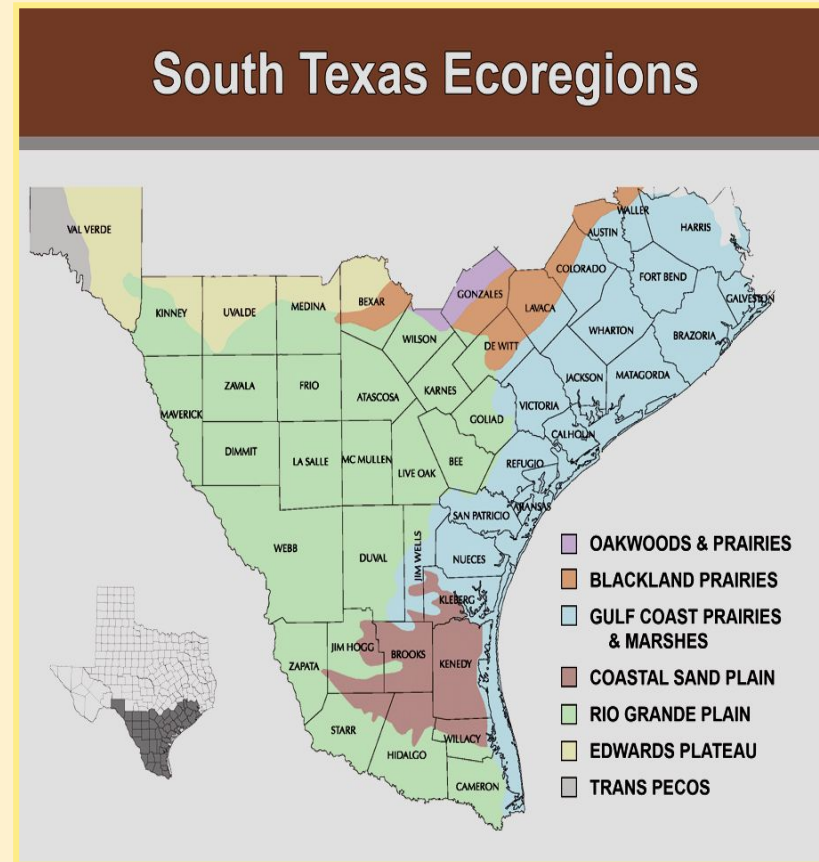 South Texas Ecoregions
VAL VERDE
KINNEY
UVALDE
MEDINA
BEXAR
GONZALES
LAVACA
COLORADO
AUSTIN
WALLER
HARRIS
FORT BEND
GALVESTON
WILSON
DE WITT
WHARTON
BRAZORIA
MAVERICK
ZAVALA
FRIO
ATASCOSA
KARNES
GOLIAD
VICTORIA
JACKSON
MATAGORDA
CALHOUN
DIMMIT
LA SALLE
MC MULLEN
LIVE OAK
BEE
REFUGIO
ARANSAS
SAN PATRICIO
WEBB
DUVAL
JIM WELLS
NUECES
KLEBERG
ZAPATA
JIM HOGG
BROOKS
KENEDY
STARR
HIDALGO
WILLACY
CAMERON
OAKWOODS & PRAIRIES
BLACKLAND PRAIRIES
GULF COAST PRAIRIES
& MARSHES
COASTAL SAND PLAIN
RIO GRANDE PLAIN
EDWARDS PLATEAU
TRANS PECOS